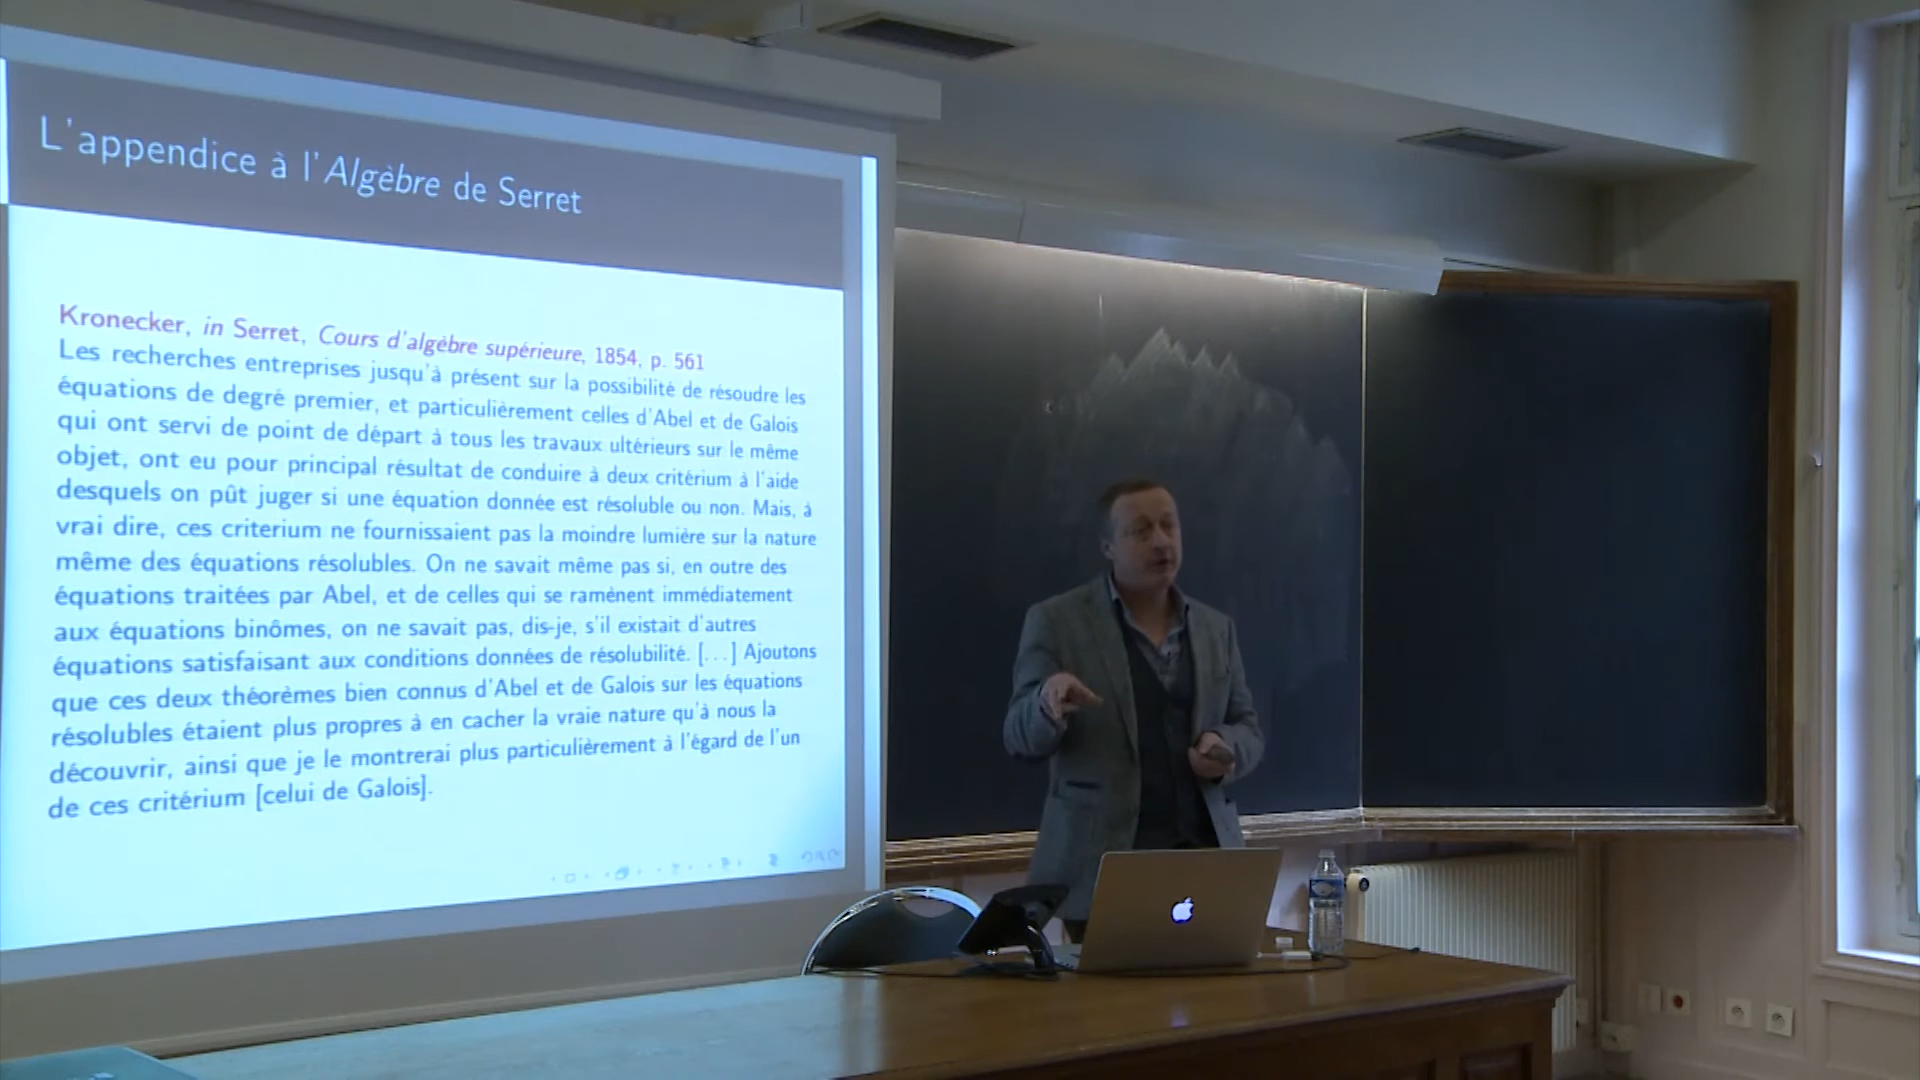 L'appendice à l'Algèbre de Serret
Kronecker, in Serret, Cours d'algèbre supérieure, 1854, p. 561
Les recherches entreprises jusqu'à présent sur la possibilité de résoudre les
équations de degré premier, et particulièrement celles d'Abel et de Galois
qui ont servi de point de départ à tous les travaux ultérieurs sur le même
objet, ont eu pour principal résultat de conduire à deux critérium à l'aide
desquels on pût juger si une équation donnée est résoluble ou non. Mais, à
vrai dire, ces criterium ne fournissaient pas la moindre lumière sur la nature
même des équations résolubles. On ne savait même pas si, en outre des
équations traitées par Abel, et de celles qui se ramènent immédiatement
aux équations binômes, on ne savait pas, dis-je, s'il existait d'autres
équations satisfaisant aux conditions données de résolubilité. [...] Ajoutons
que ces deux théorèmes bien connus d'Abel et de Galois sur les équations
résolubles étaient plus propres à en cacher la vraie nature qu'à nous la
découvrir, ainsi que je le montrerai plus particulièrement à l'égard de l'un
de ces critérium [celui de Galois].